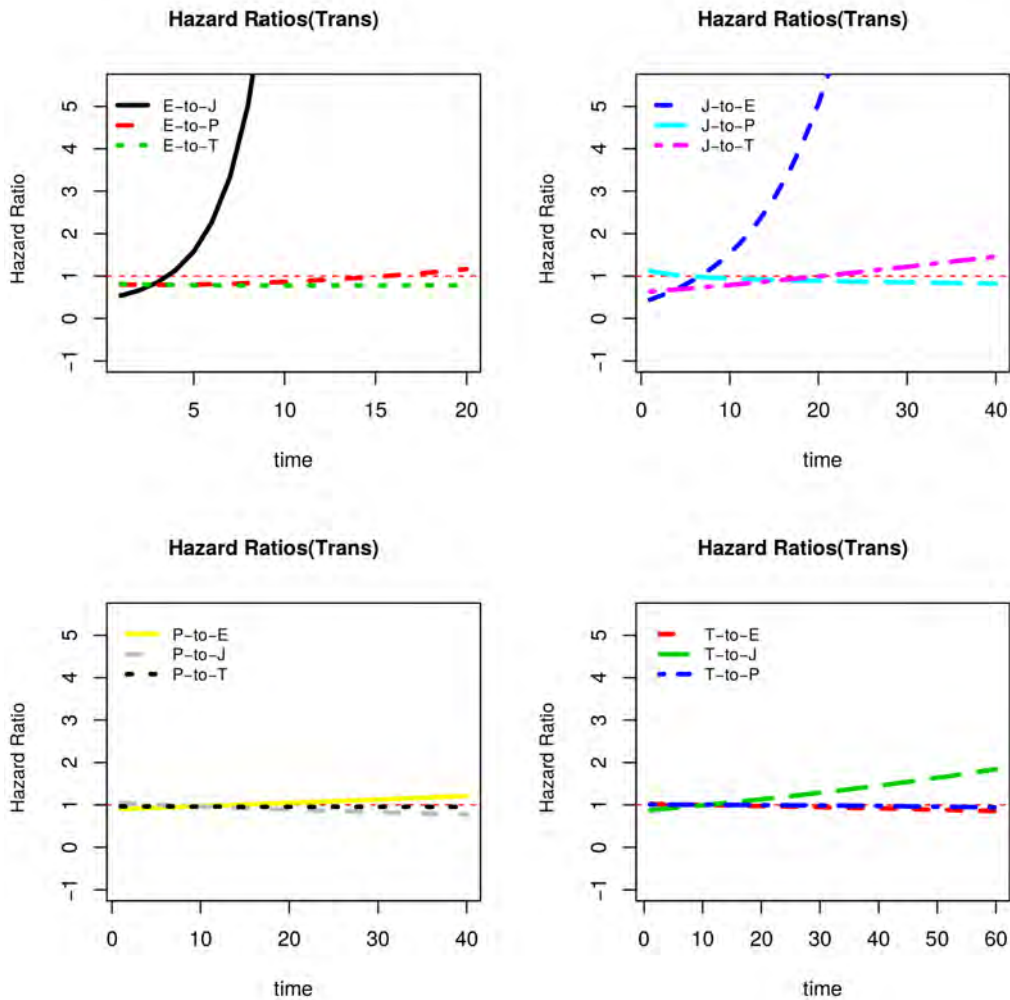 Hazard Ratios(Trans)
Hazard Ratio
5
4
3
2
1
0
−1
E−to−J
E−to−P
E−to−T
5 10 15 20
time
Hazard Ratios(Trans)
Hazard Ratio
5
4
3
2
1
0
−1
J−to−E
J−to−P
J−to−T
0 10 20 30 40
time
Hazard Ratios(Trans)
Hazard Ratio
5
4
3
2
1
0
−1
P−to−E
P−to−J
P−to−T
0 10 20 30 40
time
Hazard Ratios(Trans)
Hazard Ratio
5
4
3
2
1
0
−1
T−to−E
T−to−J
T−to−P
0 10 20 30 40 50 60
time